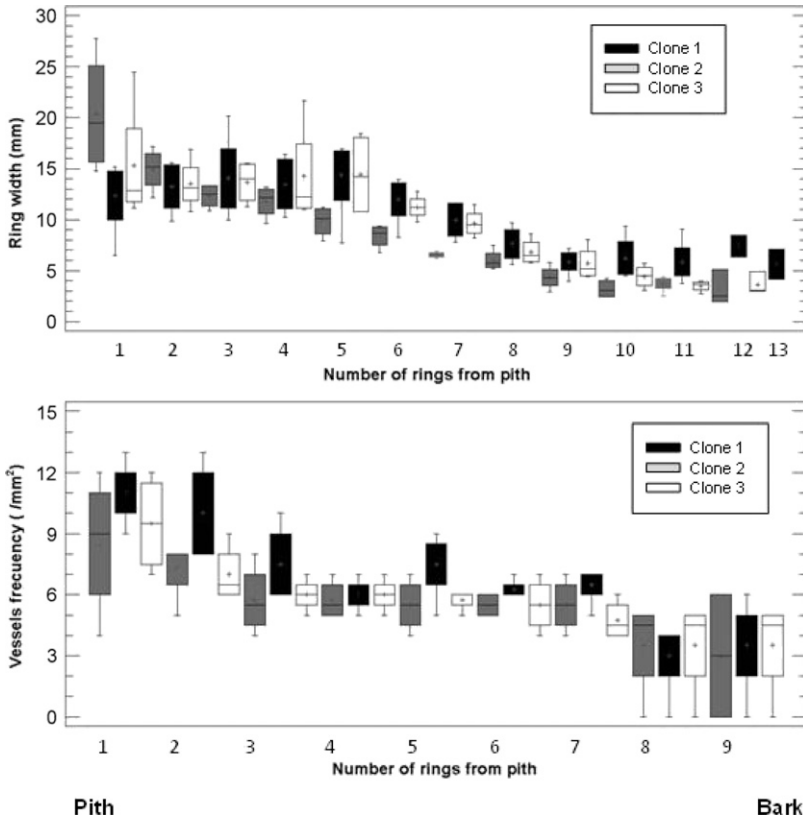 30
25
20
15
10
5
0
Ring width (mm)
Clone 1
Clone 2
Clone 3
1 2 3 4 5 6 7 8 9 10 11 12 13
Number of rings from pith
15
12
9
6
3
0
Vessels frecuency ( /mm²)
Clone 1
Clone 2
Clone 3
1 2 3 4 5 6 7 8 9
Number of rings from pith
Pith Bark